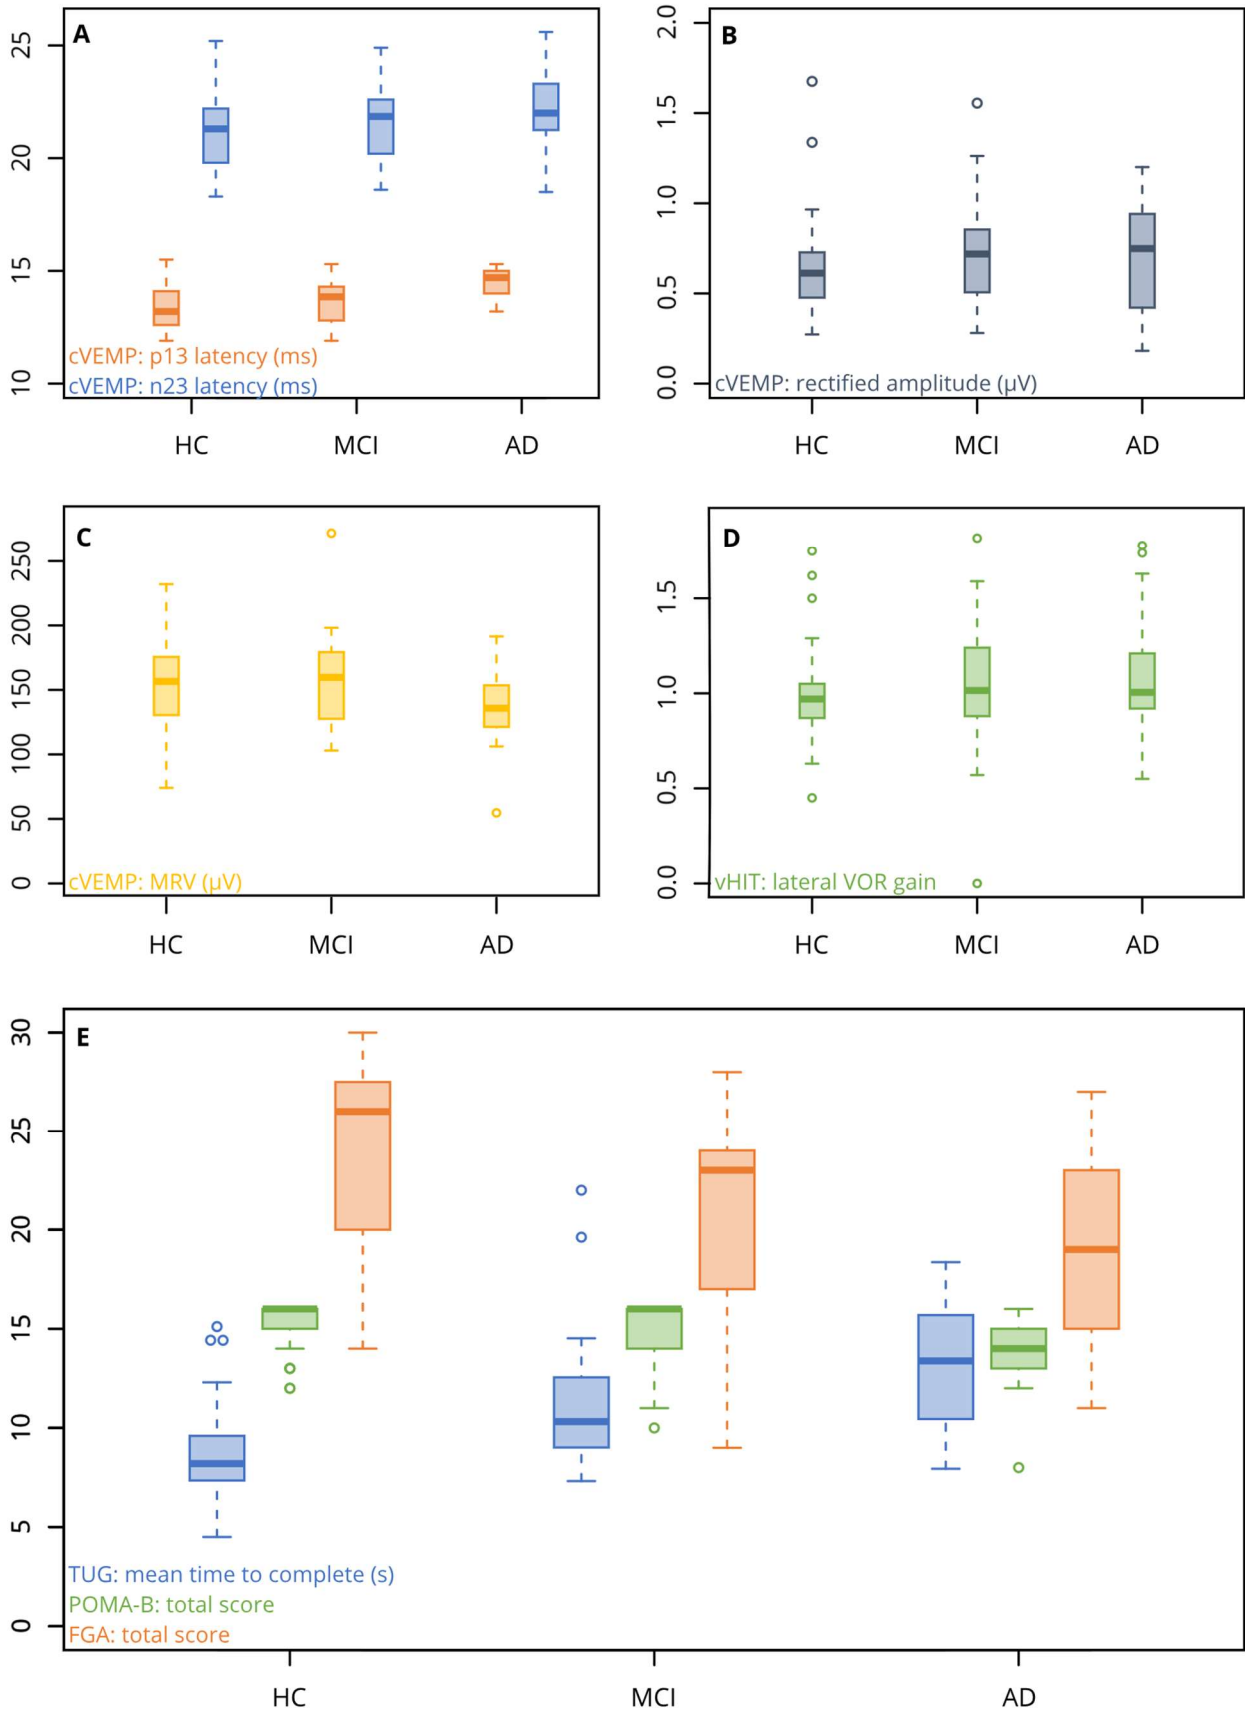 A
25
20
15
10
cVEMP: p13 latency (ms)
cVEMP: n23 latency (ms)
HC MCI AD
B
2.0
1.5
1.0
0.5
0.0
cVEMP: rectified amplitude (μV)
HC MCI AD
C
250
200
150
100
50
0
cVEMP: MRV (μV)
HC MCI AD
D
1.5
1.0
0.5
0.0
vHIT: lateral VOR gain
HC MCI AD
E
30
25
20
15
10
5
0
TUG: mean time to complete (s)
POMA-B: total score
FGA: total score
HC MCI AD